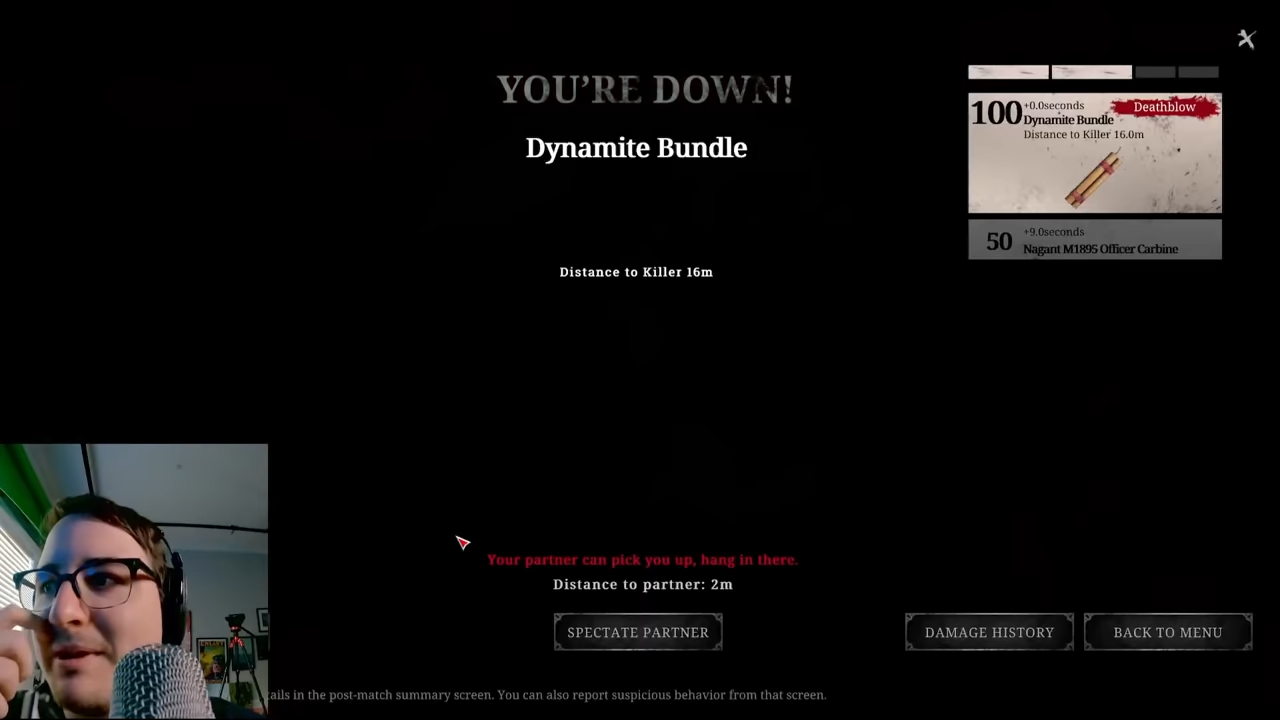 YOU'RE DOWN!
Dynamite Bundle
Distance to Killer 16m
100
+0.0seconds
Deathblow
Dynamite Bundle
Distance to Killer 16.0m
50
+9.0seconds
Nagant M1895 Officer Carbine
Your partner can pick you up, hang in there.
Distance to partner: 2m
SPECTATE PARTNER
DAMAGE HISTORY
BACK TO MENU
in the post-match summary screen. You can also report suspicious behavior from that screen.